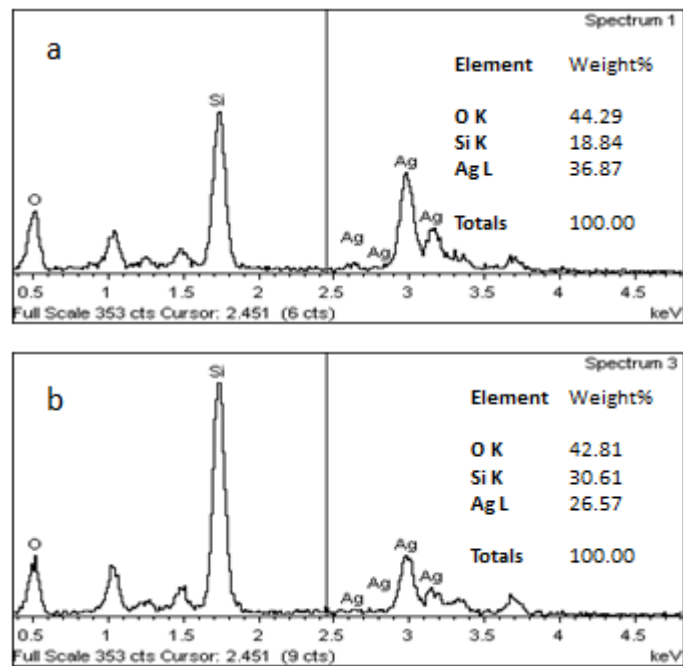 Spectrum 1
a
Element Weight%
Si
O K 44.29
Si K 18.84
Ag Ag L 36.87
O Ag
Ag Ag Totals 100.00
0.5 1 1.5 2 2.5 3 3.5 4 4.5
Full Scale 353 cts Cursor: 2.451 (6 cts) keV
Spectrum 3
Si
b Element Weight%
O K 42.81
Si K 30.61
Ag L 26.57
O Ag Totals 100.00
Ag Ag Ag
0.5 1 1.5 2 2.5 3 3.5 4 4.5
Full Scale 353 cts Cursor: 2.451 (9 cts) keV